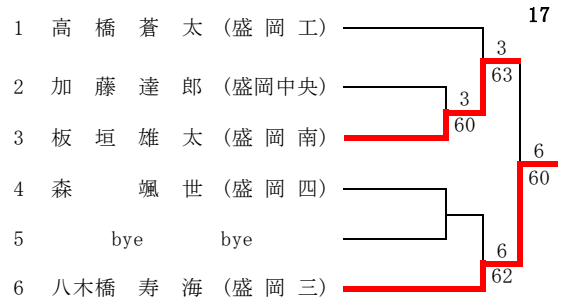 17
1 高 橋 蒼 太 (盛 岡 工)
3
63
2 加 藤 達 郎 (盛岡中央)
3
60
3 板 垣 雄 太 (盛 岡 南)
6
60
4 森 颯 世 (盛 岡 四)
5 bye bye
6
62
6 八木橋 寿 海 (盛 岡 三)